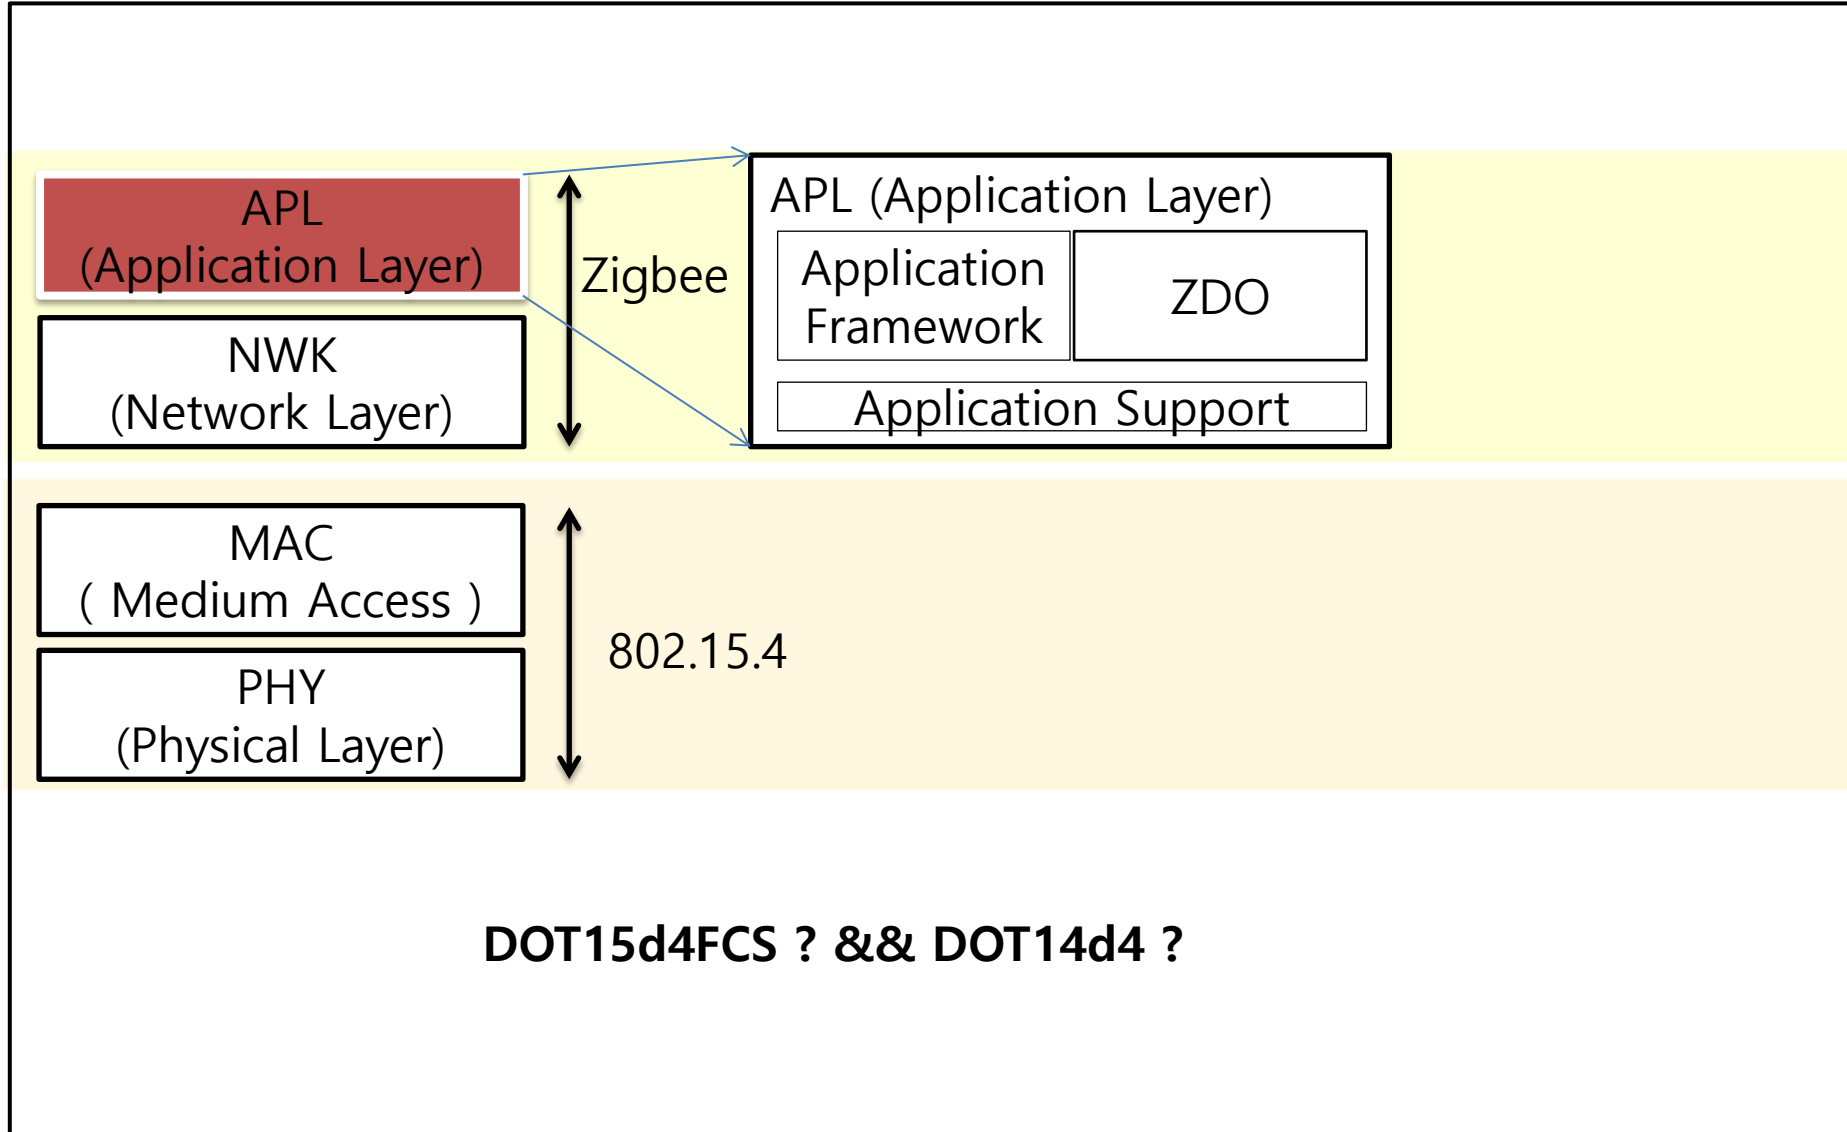 APL
(Application Layer)
NWK
(Network Layer)
Zigbee
APL (Application Layer)
Application
Framework
ZDO
Application Support
MAC
( Medium Access )
PHY
(Physical Layer)
802.15.4
DOT15d4FCS ? && DOT14d4 ?